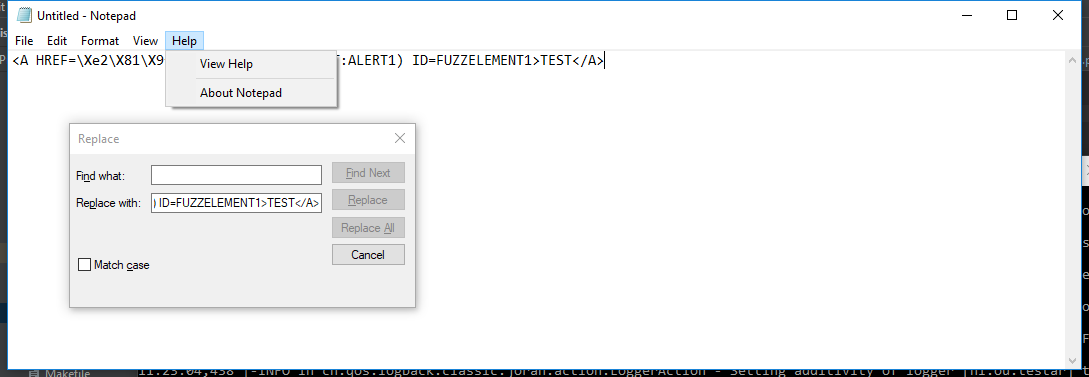 Untitled - Notepad
File Edit Format View Help
<A HREF=\Xe2\X81\X9 T:ALERT1) ID=FUZZELEMENT1>TEST</A>
View Help
About Notepad
Replace
Find what:
Find Next
Replace with: ) ID=FUZZELEMENT1>TEST</A>
Replace
Replace All
Cancel
Match case
Makefile
11:23:04,438 |-INFO in ch.qos.logback.classic.joran.action.LoggerAction - Setting additivity of logger [nl.ou.testar]